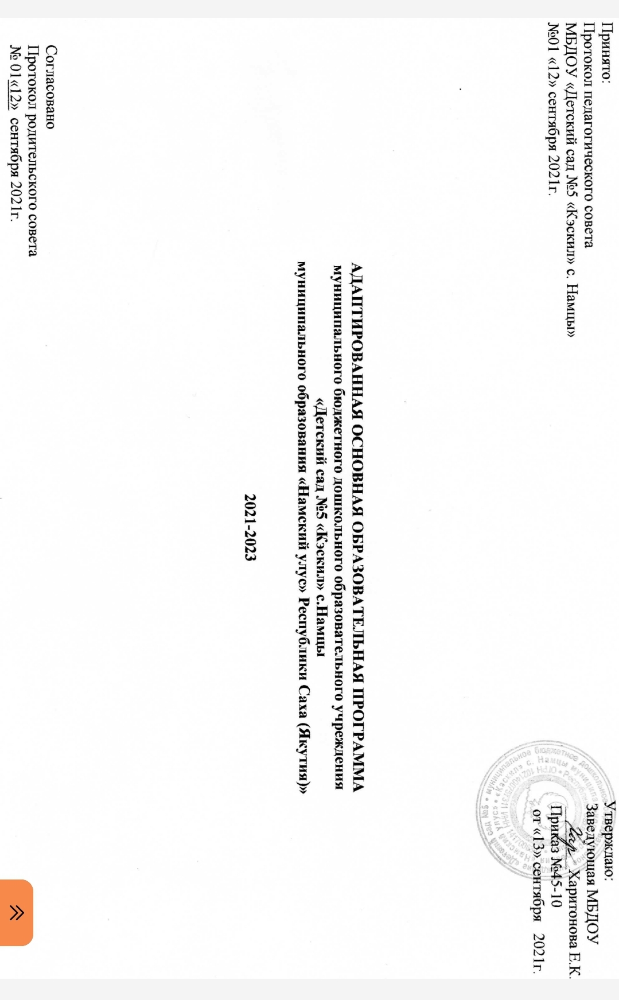 Принято:
Протокол педагогического совета
МБДОУ «Детский сад №5 «Кэскил» с. Намцы»
№01 «12» сентября 2021г.
Утверждаю:
Заведующая МБДОУ
Харитонова Е.К.
Приказ №45-10
от «13» сентября 2021г.
АДАПТИРОВАННАЯ ОСНОВНАЯ ОБРАЗОВАТЕЛЬНАЯ ПРОГРАММА
муниципального бюджетного дошкольного образовательного учреждения
«Детский сад №5 «Кэскил» с.Намцы
муниципального образования «Намский улус» Республики Саха (Якутия)»
2021-2023
Согласовано
Протокол родительского совета
№ 01«12» сентября 2021г.